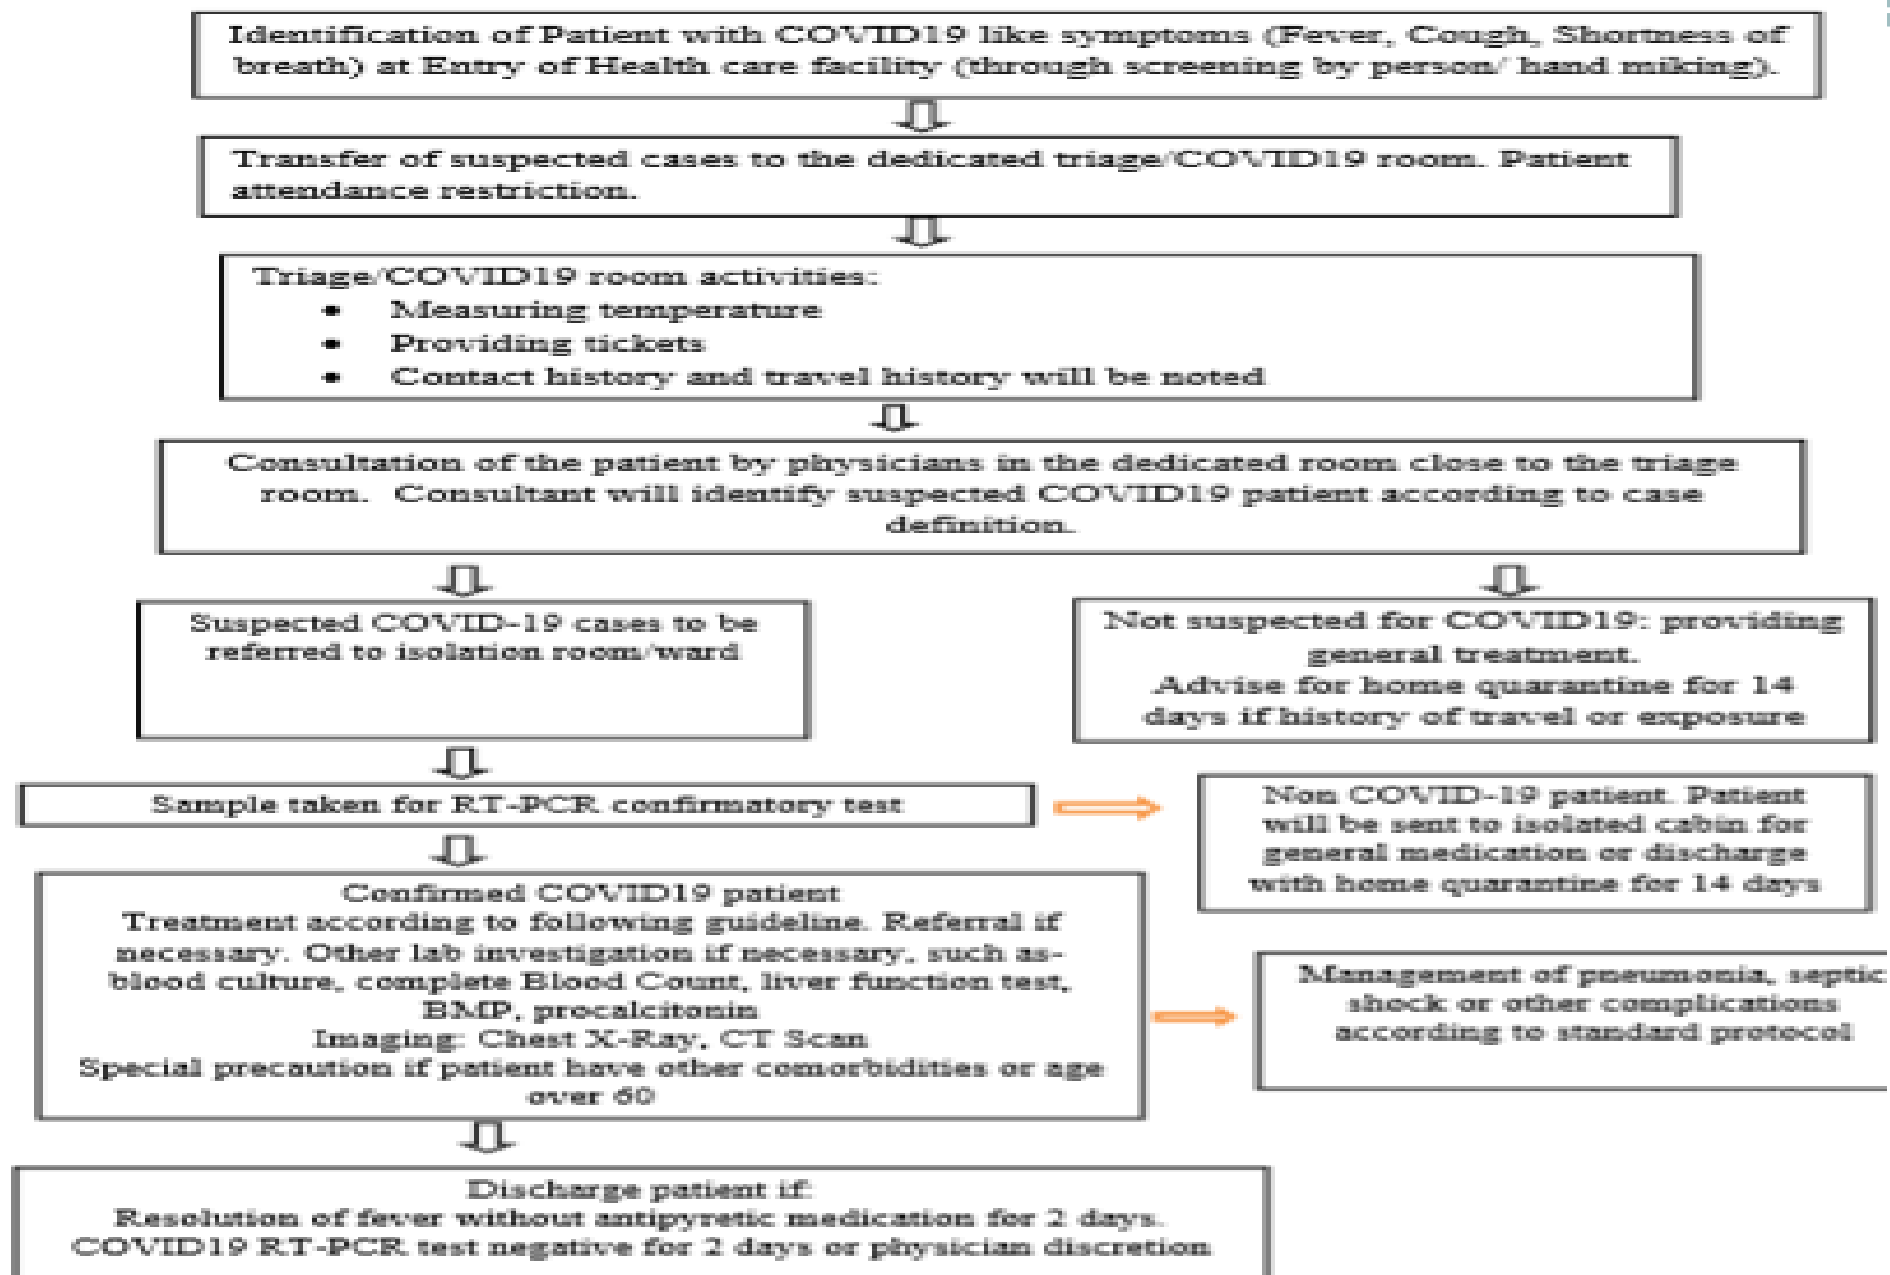 Identification of Patient with COVID19 like symptoms (Fever, Cough, Shortness of
breath) at Entry of Health care facility (through screening by person/ hand miking).
Transfer of suspected cases to the dedicated triage/COVID19 room. Patient
attendance restriction.
Triage/COVID19 room activities:
• Measuring temperature
• Providing tickets
• Contact history and travel history will be noted
Consultation of the patient by physicians in the dedicated room close to the triage
room. Consultant will identify suspected COVID19 patient according to case
definition.
Suspected COVID-19 cases to be
referred to isolation room/ward
Not suspected for COVID19: providing
general treatment.
Advise for home quarantine for 14
days if history of travel or exposure
Sample taken for RT-PCR confirmatory test
Non COVID-19 patient. Patient
will be sent to isolated cabin for
general medication or discharge
with home quarantine for 14 days
Confirmed COVID19 patient
Treatment according to following guideline. Referral if
necessary. Other lab investigation if necessary, such as-
blood culture, complete Blood Count, liver function test,
BMP, procalcitonin
Imaging: Chest X-Ray, CT Scan
Special precaution if patient have other comorbidities or age
over 60
Management of pneumonia, septic
shock or other complications
according to standard protocol
Discharge patient if:
Resolution of fever without antipyretic medication for 2 days.
COVID19 RT-PCR test negative for 2 days or physician discretion